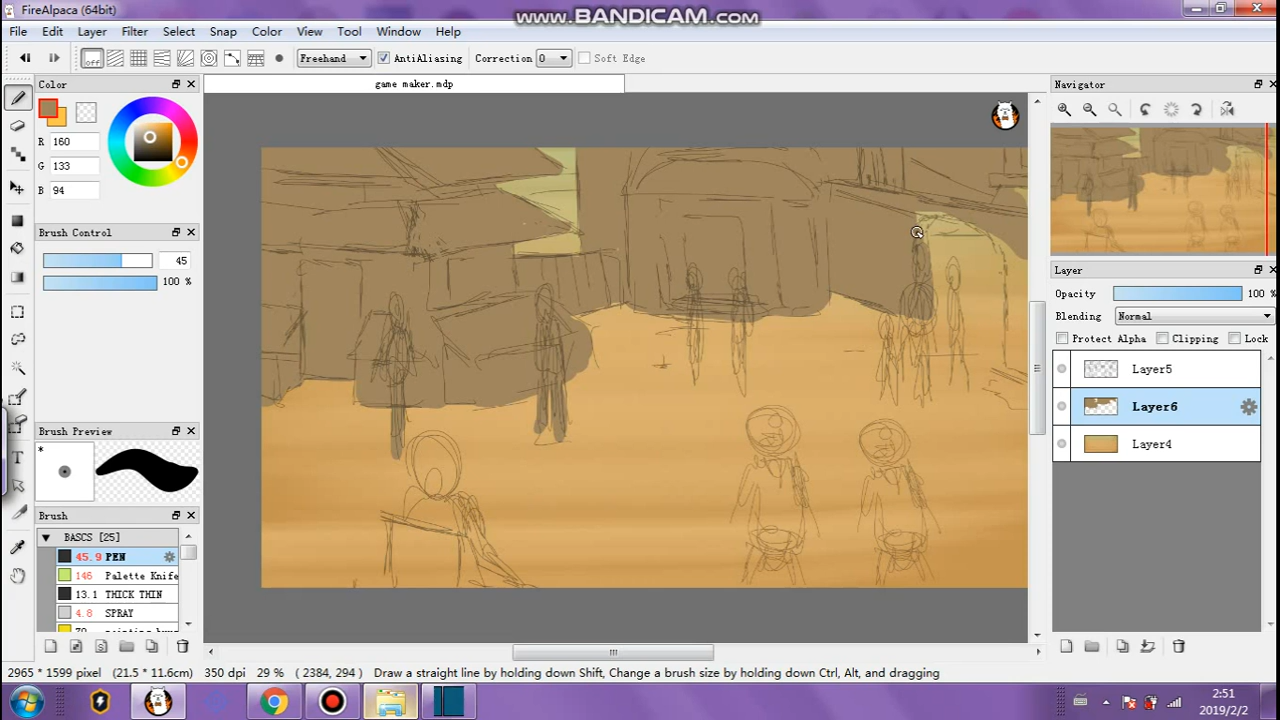 FireAlpaca (64bit)
www.BANDICAM.com
File Edit Layer Filter Select Snap Color View Tool Window Help
off Freehand AntiAliasing Correction 0 Soft Edge
Color
game maker.mdp
Navigator
R 160
G 133
B 94
Brush Control
45
100 %
Layer
Opacity 100 %
Blending Normal
Protect Alpha Clipping Lock
Layer5
Layer6
Layer4
Brush Preview
*
Brush
BASCS [25]
45.9 PEN
146 Palette Knife
13.1 THICK THIN
4.8 SPRAY
2965 * 1599 pixel (21.5 * 11.6cm) 350 dpi 29 % ( 2384, 294 ) Draw a straight line by holding down Shift, Change a brush size by holding down Ctrl, Alt, and dragging
2:51
2019/2/2